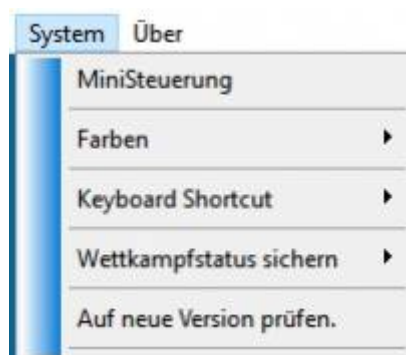 System Über
MiniSteuerung
Farben
Keyboard Shortcut
Wettkampfstatus sichern
Auf neue Version prüfen.